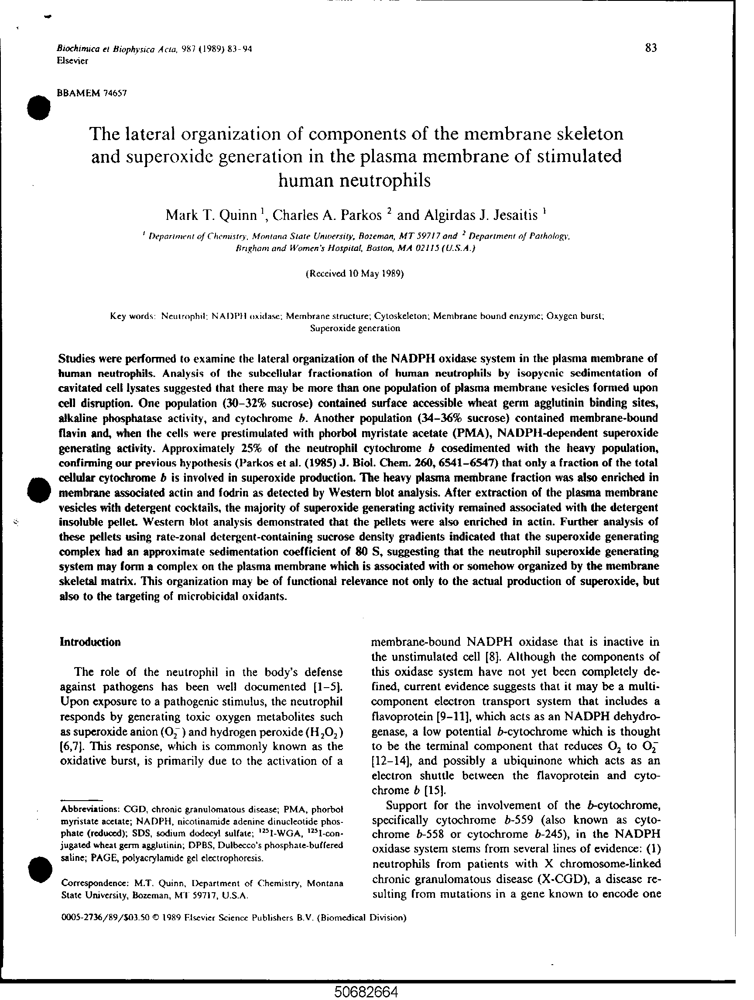 Biochimica et Biophysica Acta, 987 (1989) 83-94
Elsevier
83
BBAMEM 74657
The lateral organization of components of the membrane skeleton
and superoxide generation in the plasma membrane of stimulated
human neutrophils
Mark T. Quinn ¹, Charles A. Parkos ² and Algirdas J. Jesaitis ¹
¹ Department of Chemistry, Montana State University, Bozeman, MT 59717 and ² Department of Pathology,
Brigham and Women's Hospital, Boston, MA 02115 (U.S.A.)
(Received 10 May 1989)
Key words: Neutrophil; NADPH oxidase; Membrane structure; Cytoskeleton; Membrane bound enzyme; Oxygen burst;
Superoxide generation
Studies were performed to examine the lateral organization of the NADPH oxidase system in the plasma membrane of
human neutrophils. Analysis of the subcellular fractionation of human neutrophils by isopycnic sedimentation of
cavitated cell lysates suggested that there may be more than one population of plasma membrane vesicles formed upon
cell disruption. One population (30–32% sucrose) contained surface accessible wheat germ agglutinin binding sites,
alkaline phosphatase activity, and cytochrome b. Another population (34–36% sucrose) contained membrane-bound
flavin and, when the cells were prestimulated with phorbol myristate acetate (PMA), NADPH-dependent superoxide
generating activity. Approximately 25% of the neutrophil cytochrome b cosedimented with the heavy population,
confirming our previous hypothesis (Parkos et al. (1985) J. Biol. Chem. 260, 6541–6547) that only a fraction of the total
cellular cytochrome b is involved in superoxide production. The heavy plasma membrane fraction was also enriched in
membrane associated actin and fodrin as detected by Western blot analysis. After extraction of the plasma membrane
vesicles with detergent cocktails, the majority of superoxide generating activity remained associated with the detergent
insoluble pellet. Western blot analysis demonstrated that the pellets were also enriched in actin. Further analysis of
these pellets using rate-zonal detergent-containing sucrose density gradients indicated that the superoxide generating
complex had an approximate sedimentation coefficient of 80 S, suggesting that the neutrophil superoxide generating
system may form a complex on the plasma membrane which is associated with or somehow organized by the membrane
skeletal matrix. This organization may be of functional relevance not only to the actual production of superoxide, but
also to the targeting of microbicidal oxidants.
Introduction
The role of the neutrophil in the body's defense
against pathogens has been well documented [1–5].
Upon exposure to a pathogenic stimulus, the neutrophil
responds by generating toxic oxygen metabolites such
as superoxide anion (O₂⁻) and hydrogen peroxide (H₂O₂)
[6,7]. This response, which is commonly known as the
oxidative burst, is primarily due to the activation of a
Abbreviations: CGD, chronic granulomatous disease; PMA, phorbol
myristate acetate; NADPH, nicotinamide adenine dinucleotide phos-
phate (reduced); SDS, sodium dodecyl sulfate; ¹²⁵I-WGA, ¹²⁵I-con-
jugated wheat germ agglutinin; DPBS, Dulbecco's phosphate-buffered
saline; PAGE, polyacrylamide gel electrophoresis.
Correspondence: M.T. Quinn, Department of Chemistry, Montana
State University, Bozeman, MT 59717, U.S.A.
membrane-bound NADPH oxidase that is inactive in
the unstimulated cell [8]. Although the components of
this oxidase system have not yet been completely de-
fined, current evidence suggests that it may be a multi-
component electron transport system that includes a
flavoprotein [9–11], which acts as an NADPH dehydro-
genase, a low potential b-cytochrome which is thought
to be the terminal component that reduces O₂ to O₂⁻
[12–14], and possibly a ubiquinone which acts as an
electron shuttle between the flavoprotein and cyto-
chrome b [15].
Support for the involvement of the b-cytochrome,
specifically cytochrome b-559 (also known as cyto-
chrome b-558 or cytochrome b-245), in the NADPH
oxidase system stems from several lines of evidence: (1)
neutrophils from patients with X chromosome-linked
chronic granulomatous disease (X-CGD), a disease re-
sulting from mutations in a gene known to encode one
0005-2736/89/$03.50 © 1989 Elsevier Science Publishers B.V. (Biomedical Division)
50682664